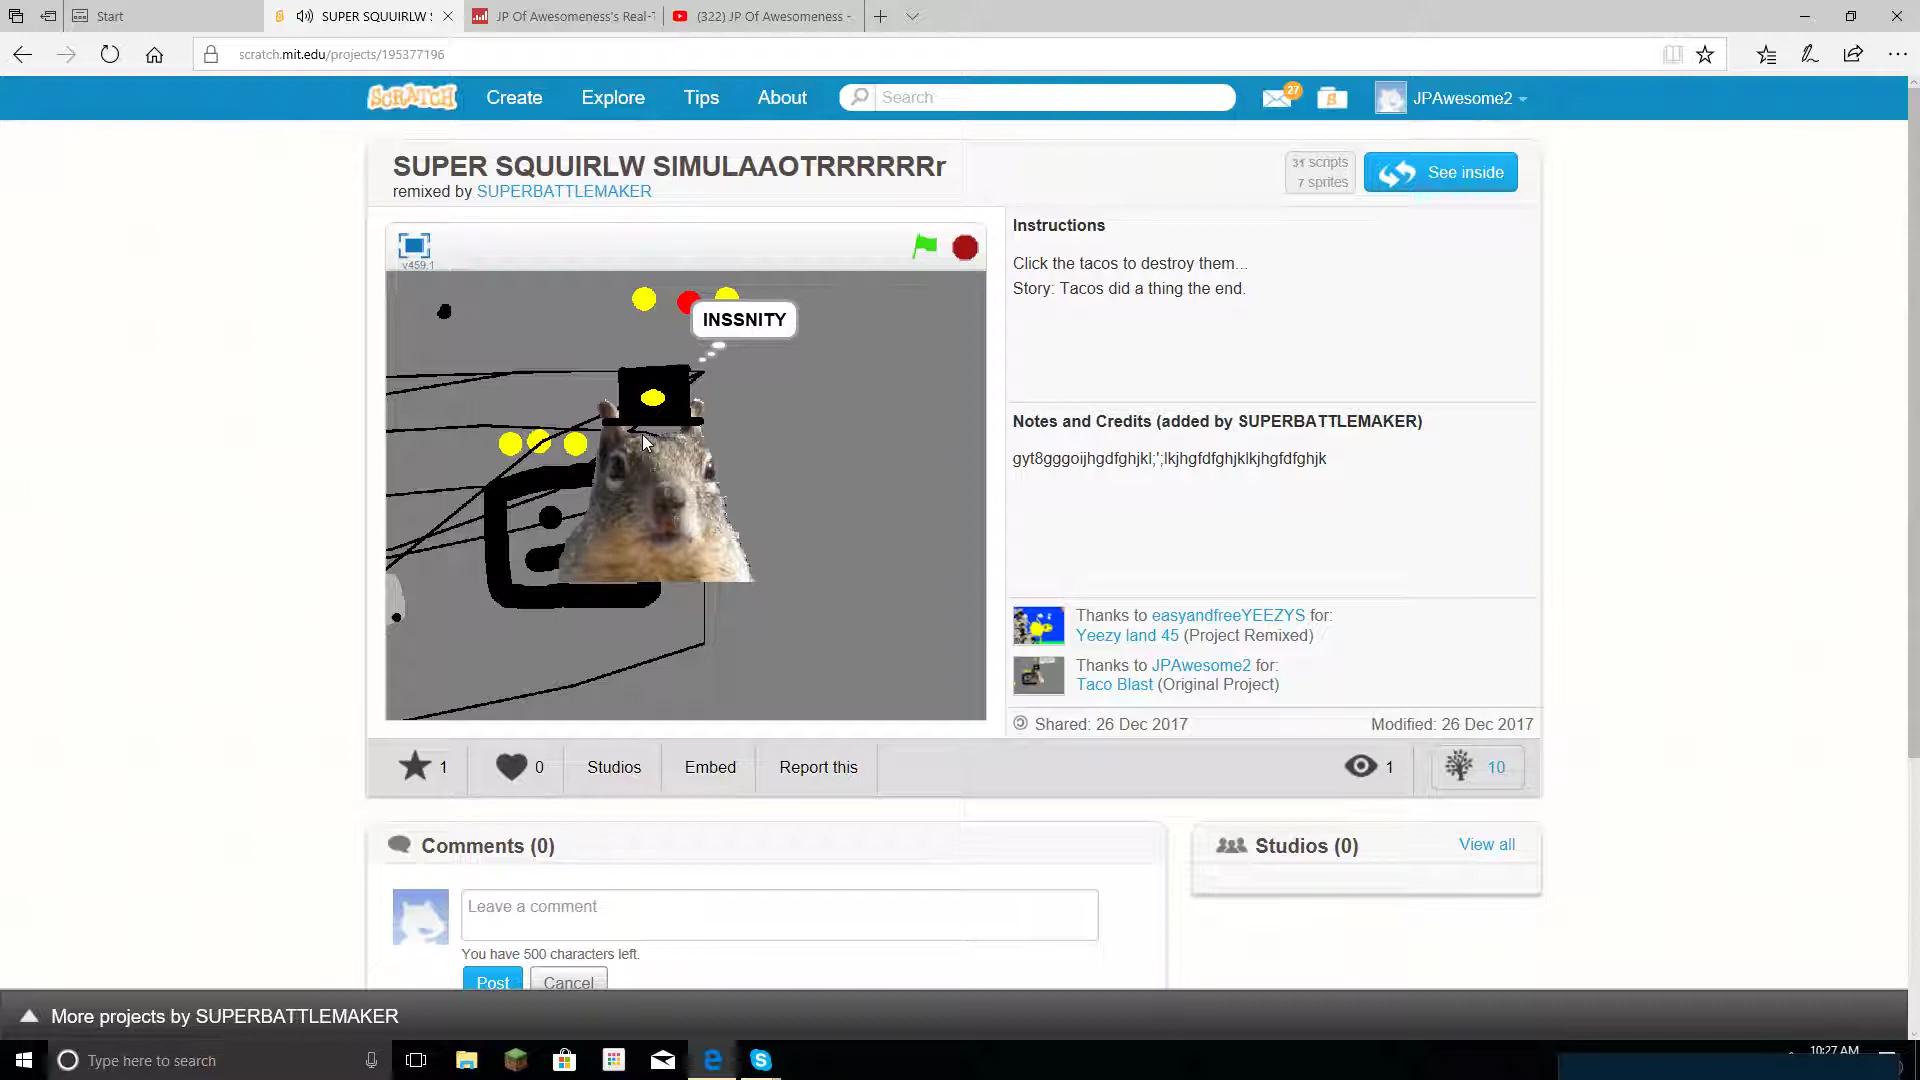 Start
SUPER SQUUIRLW S
JP Of Awesomeness's Real-T
(322) JP Of Awesomeness -
scratch.mit.edu/projects/195377196
SCRATCH
Create
Explore
Tips
About
Search
27
JPAwesome2
SUPER SQUUIRLW SIMULAAOTRRRRRRr
remixed by SUPERBATTLEMAKER
31 scripts
7 sprites
See inside
v459.1
INSSNITY
Instructions
Click the tacos to destroy them...
Story: Tacos did a thing the end.
Notes and Credits (added by SUPERBATTLEMAKER)
gyt8gggoijhgdfghjkl;';lkjhgfdfghjklkjhgfdfghjk
Thanks to easyandfreeYEEZYS for:
Yeezy land 45 (Project Remixed)
Thanks to JPAwesome2 for:
Taco Blast (Original Project)
Shared: 26 Dec 2017
Modified: 26 Dec 2017
1
0
Studios
Embed
Report this
1
10
Comments (0)
Leave a comment
You have 500 characters left.
Post
Cancel
Studios (0)
View all
More projects by SUPERBATTLEMAKER
Type here to search
10:27 AM